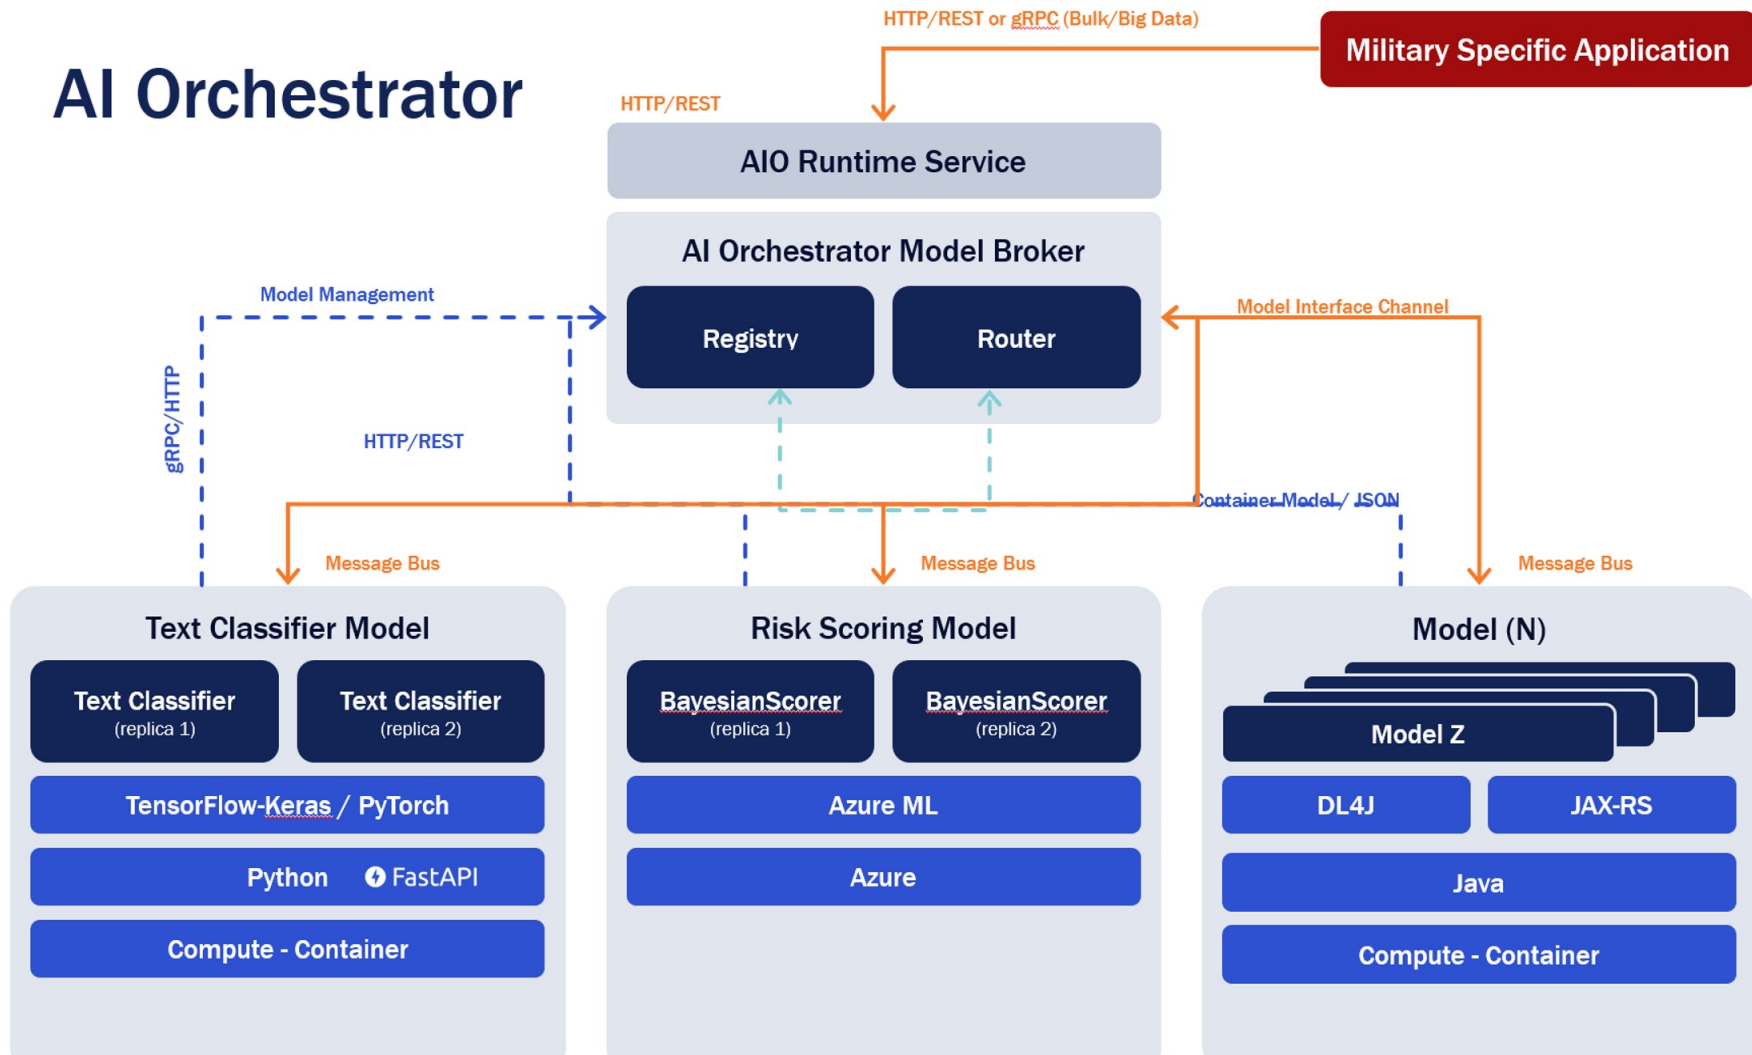 HTTP/REST or gRPC (Bulk/Big Data)
Military Specific Application
AI Orchestrator
HTTP/REST
AIO Runtime Service
AI Orchestrator Model Broker
Registry
Router
Model Management
Model Interface Channel
gRPC/HTTP
HTTP/REST
Container Model / JSON
Message Bus
Message Bus
Message Bus
Text Classifier Model
Text Classifier
(replica 1)
Text Classifier
(replica 2)
TensorFlow-Keras / PyTorch
Python FastAPI
Compute - Container
Risk Scoring Model
BayesianScorer
(replica 1)
BayesianScorer
(replica 2)
Azure ML
Azure
Model (N)
Model Z
DL4J
JAX-RS
Java
Compute - Container